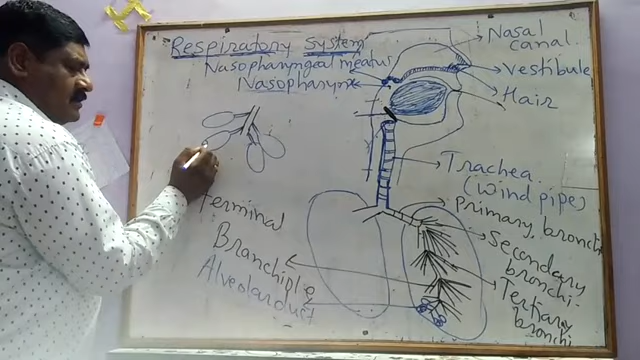 Respiratory System
Nasopharyngeal meatus
Nasopharynx
Nasal
canal
Vestibule
Hair
Trachea
(Wind pipe)
primary bronchi
Secondary
bronchi
Tertiary
bronchi
Terminal
Branchiole
Alveolar duct